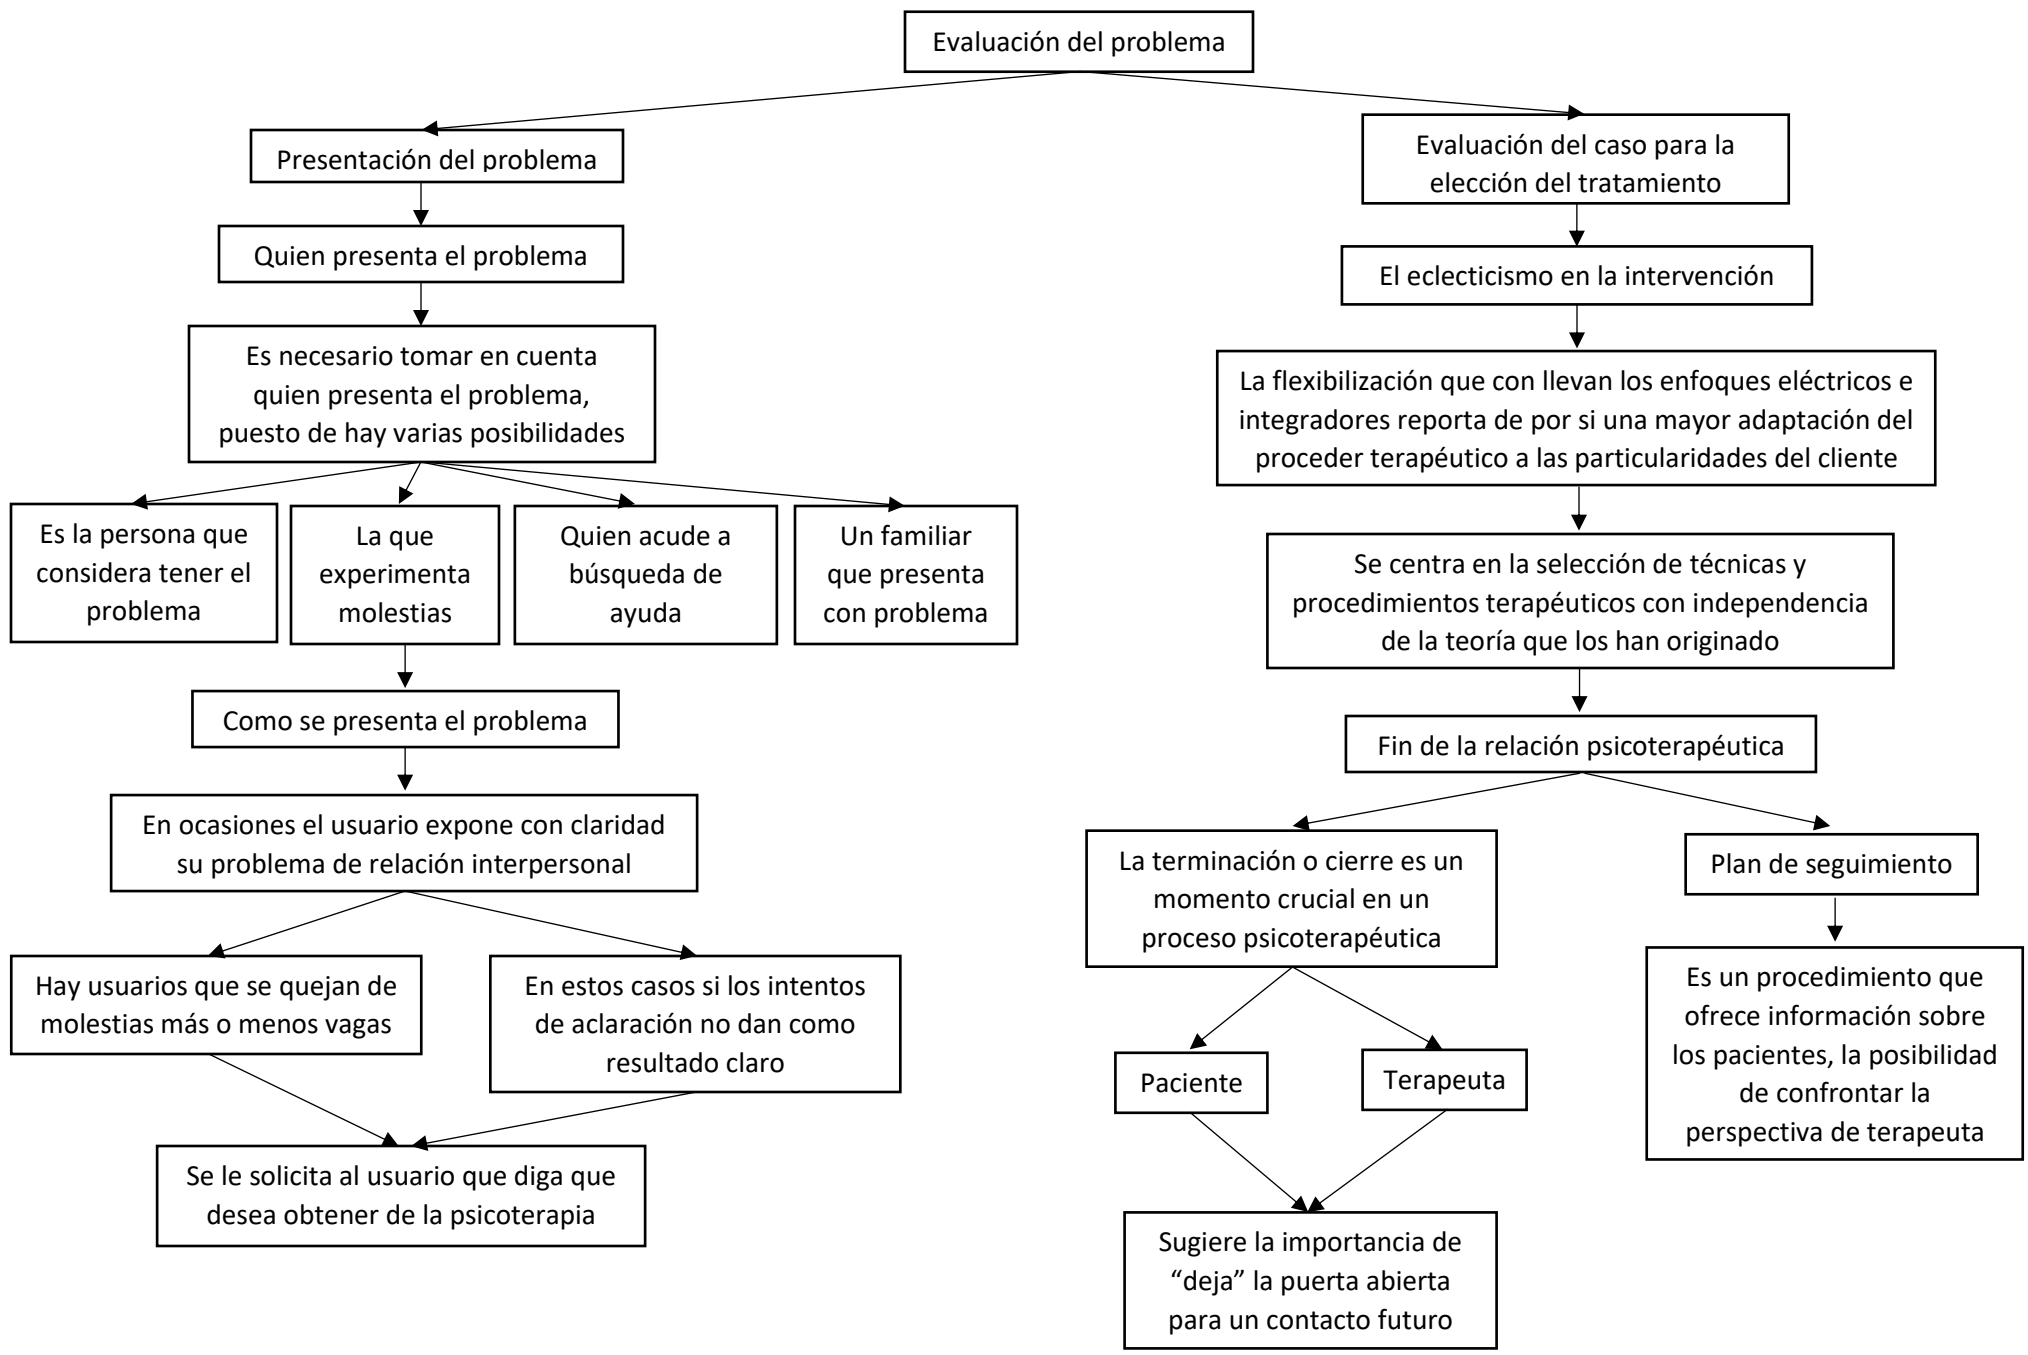 Evaluación del problema
Presentación del problema
Quien presenta el problema
Es necesario tomar en cuenta
quien presenta el problema,
puesto de hay varias posibilidades
Es la persona que
considera tener el
problema
La que
experimenta
molestias
Quien acude a
búsqueda de
ayuda
Un familiar
que presenta
con problema
Como se presenta el problema
En ocasiones el usuario expone con claridad
su problema de relación interpersonal
Hay usuarios que se quejan de
molestias más o menos vagas
En estos casos si los intentos
de aclaración no dan como
resultado claro
Se le solicita al usuario que diga que
desea obtener de la psicoterapia
Evaluación del caso para la
elección del tratamiento
El eclecticismo en la intervención
La flexibilización que con llevan los enfoques eléctricos e
integradores reporta de por si una mayor adaptación del
proceder terapéutico a las particularidades del cliente
Se centra en la selección de técnicas y
procedimientos terapéuticos con independencia
de la teoría que los han originado
Fin de la relación psicoterapéutica
La terminación o cierre es un
momento crucial en un
proceso psicoterapéutica
Paciente
Terapeuta
Sugiere la importancia de
“deja” la puerta abierta
para un contacto futuro
Plan de seguimiento
Es un procedimiento que
ofrece información sobre
los pacientes, la posibilidad
de confrontar la
perspectiva de terapeuta